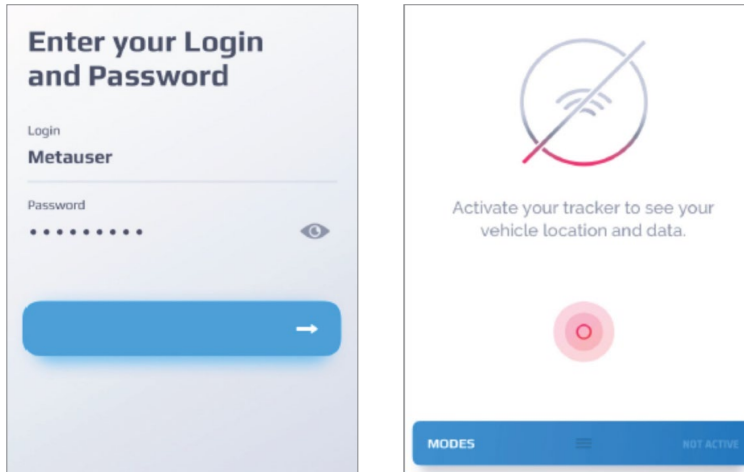 Enter your Login
and Password
Login
Metauser
Password
Activate your tracker to see your
vehicle location and data.
MODES
NOT ACTIVE